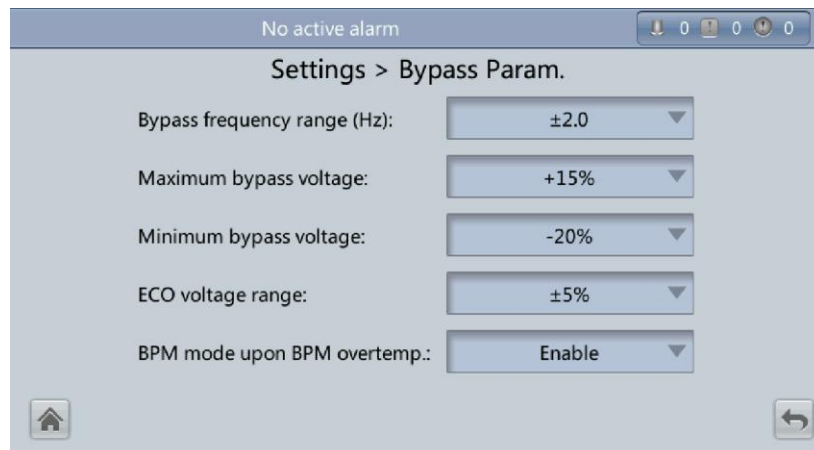 No active alarm 0 0 0
Settings > Bypass Param.
Bypass frequency range (Hz): ±2.0
Maximum bypass voltage: +15%
Minimum bypass voltage: -20%
ECO voltage range: ±5%
BPM mode upon BPM overtemp.: Enable